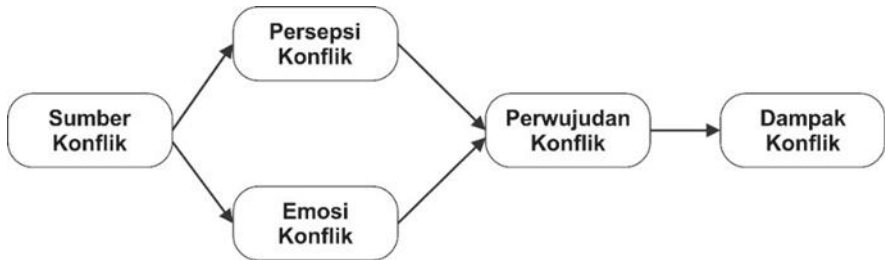 Persepsi
Konflik
Sumber
Konflik
Perwujudan
Konflik
Dampak
Konflik
Emosi
Konflik